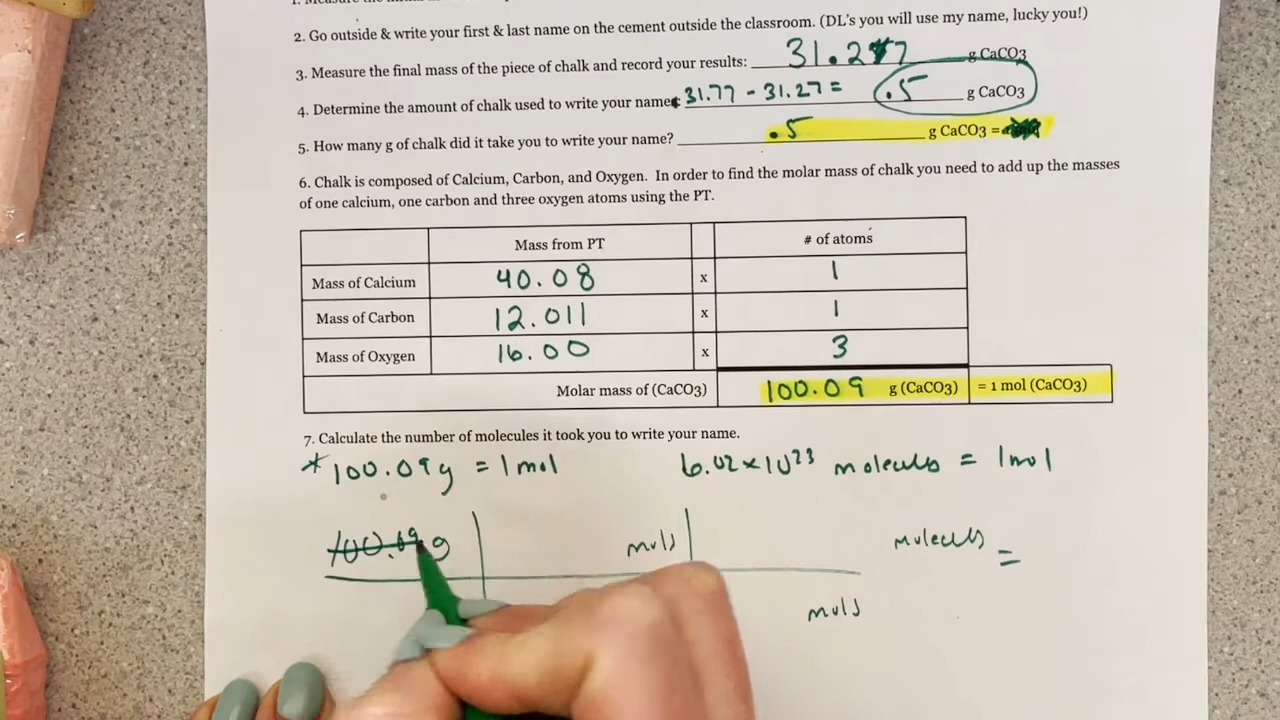 2. Go outside & write your first & last name on the cement outside the classroom. (DL's you will use my name, lucky you!)
3. Measure the final mass of the piece of chalk and record your results: 31.27 g CaCO3
4. Determine the amount of chalk used to write your name: 31.77 - 31.27 = .5 g CaCO3
5. How many g of chalk did it take you to write your name? .5 g CaCO3 =
6. Chalk is composed of Calcium, Carbon, and Oxygen. In order to find the molar mass of chalk you need to add up the masses
of one calcium, one carbon and three oxygen atoms using the PT.
Mass from PT # of atoms
Mass of Calcium 40.08 x 1
Mass of Carbon 12.011 x 1
Mass of Oxygen 16.00 x 3
Molar mass of (CaCO3) 100.09 g (CaCO3) = 1 mol (CaCO3)
7. Calculate the number of molecules it took you to write your name.
*100.09g = 1 mol 6.02x10^23 molecules = 1 mol
100.09 g mols molecules =
mols